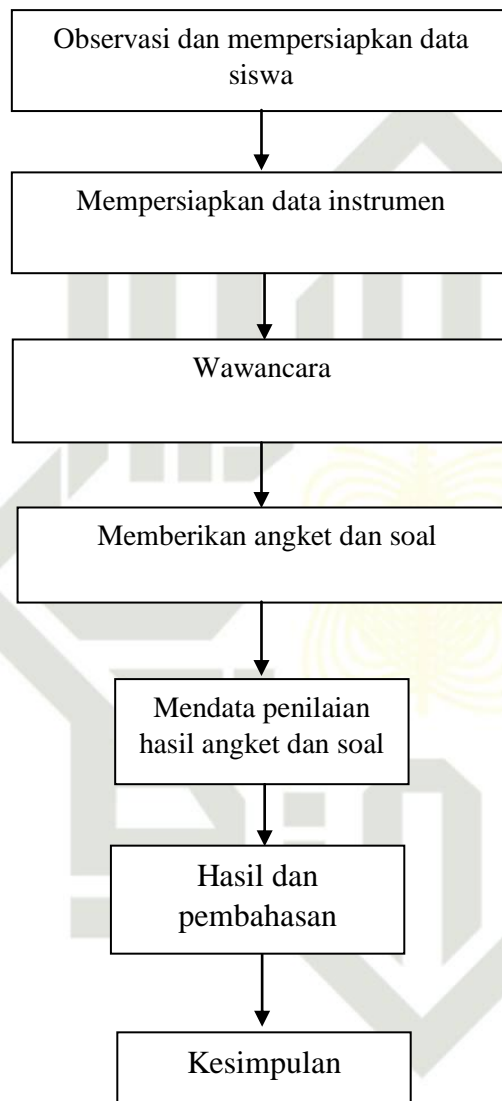 Observasi dan mempersiapkan data
siswa
Mempersiapkan data instrumen
Wawancara
Memberikan angket dan soal
Mendata penilaian
hasil angket dan soal
Hasil dan
pembahasan
Kesimpulan